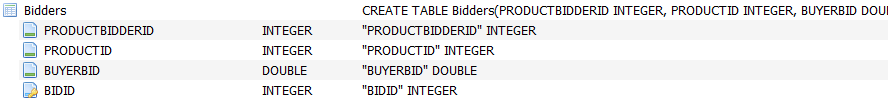 Bidders CREATE TABLE Bidders(PRODUCTBIDDERID INTEGER, PRODUCTID INTEGER, BUYERBID DOU
PRODUCTBIDDERID INTEGER "PRODUCTBIDDERID" INTEGER
PRODUCTID INTEGER "PRODUCTID" INTEGER
BUYERBID DOUBLE "BUYERBID" DOUBLE
BIDID INTEGER "BIDID" INTEGER